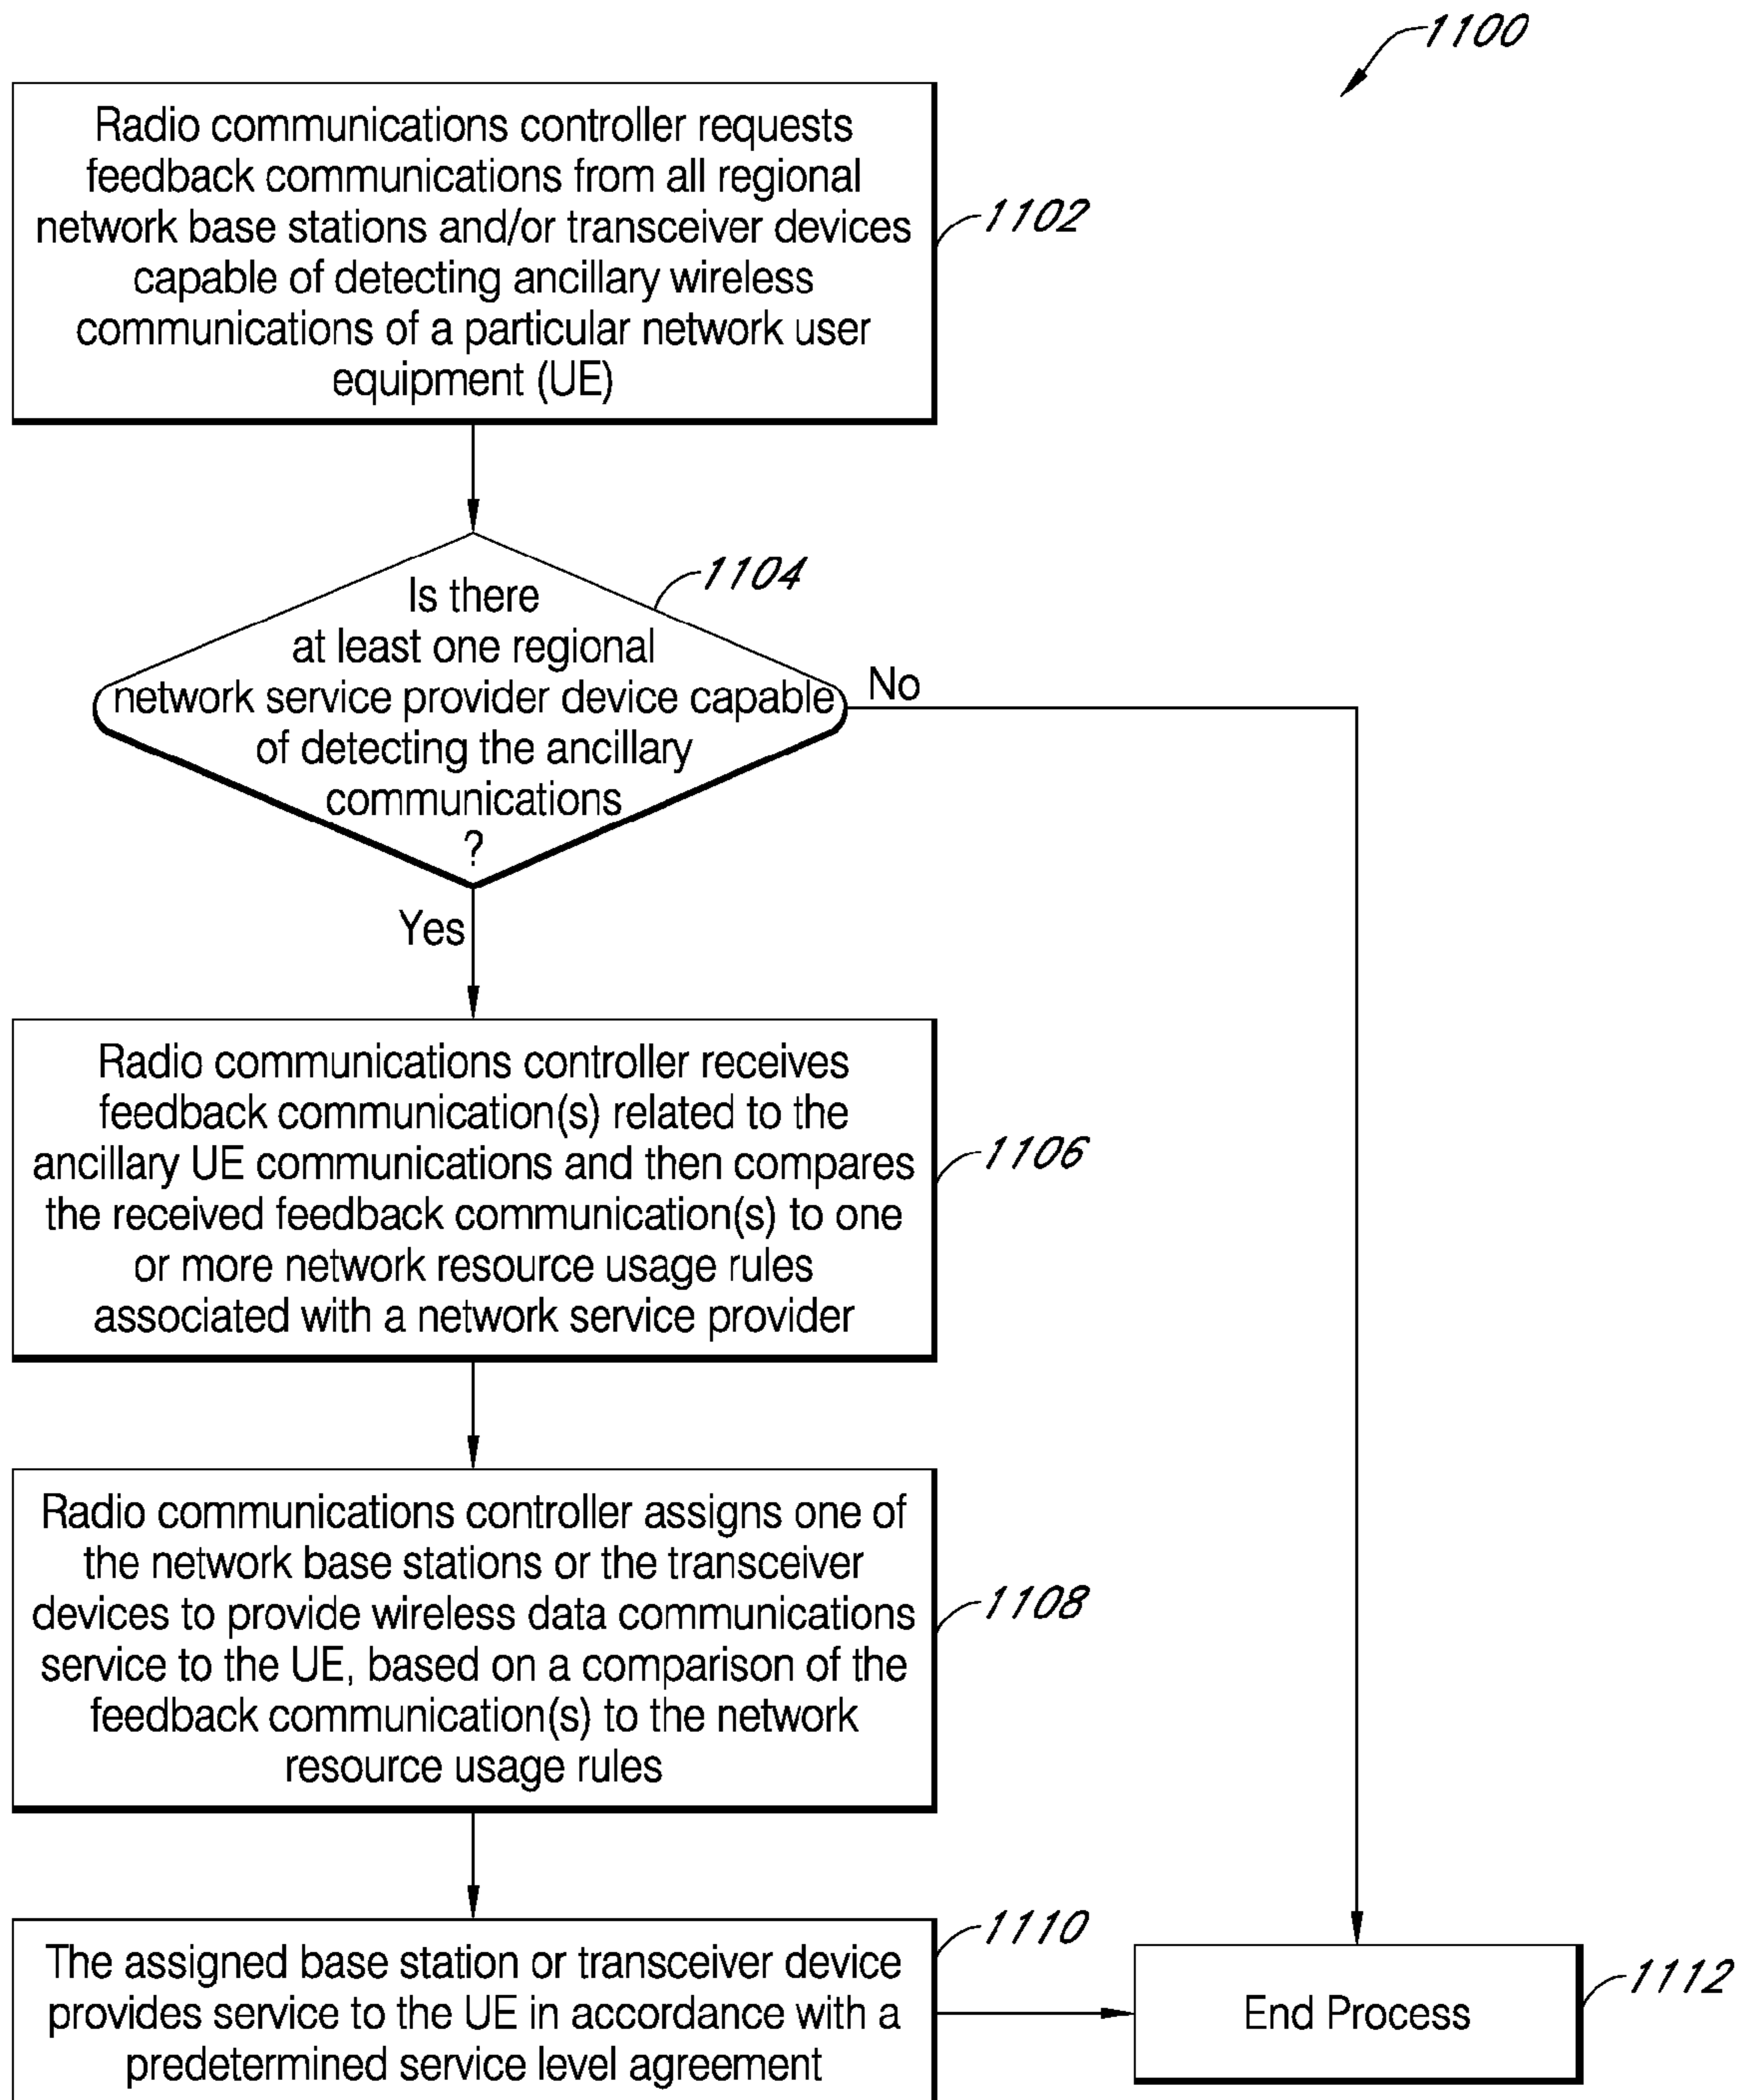 1100
Radio communications controller requests
feedback communications from all regional
network base stations and/or transceiver devices
capable of detecting ancillary wireless
communications of a particular network user
equipment (UE)
1102
1104
Is there
at least one regional
network service provider device capable
of detecting the ancillary
communications
?
No
Yes
Radio communications controller receives
feedback communication(s) related to the
ancillary UE communications and then compares
the received feedback communication(s) to one
or more network resource usage rules
associated with a network service provider
1106
Radio communications controller assigns one of
the network base stations or the transceiver
devices to provide wireless data communications
service to the UE, based on a comparison of the
feedback communication(s) to the network
resource usage rules
1108
The assigned base station or transceiver device
provides service to the UE in accordance with a
predetermined service level agreement
1110
End Process
1112